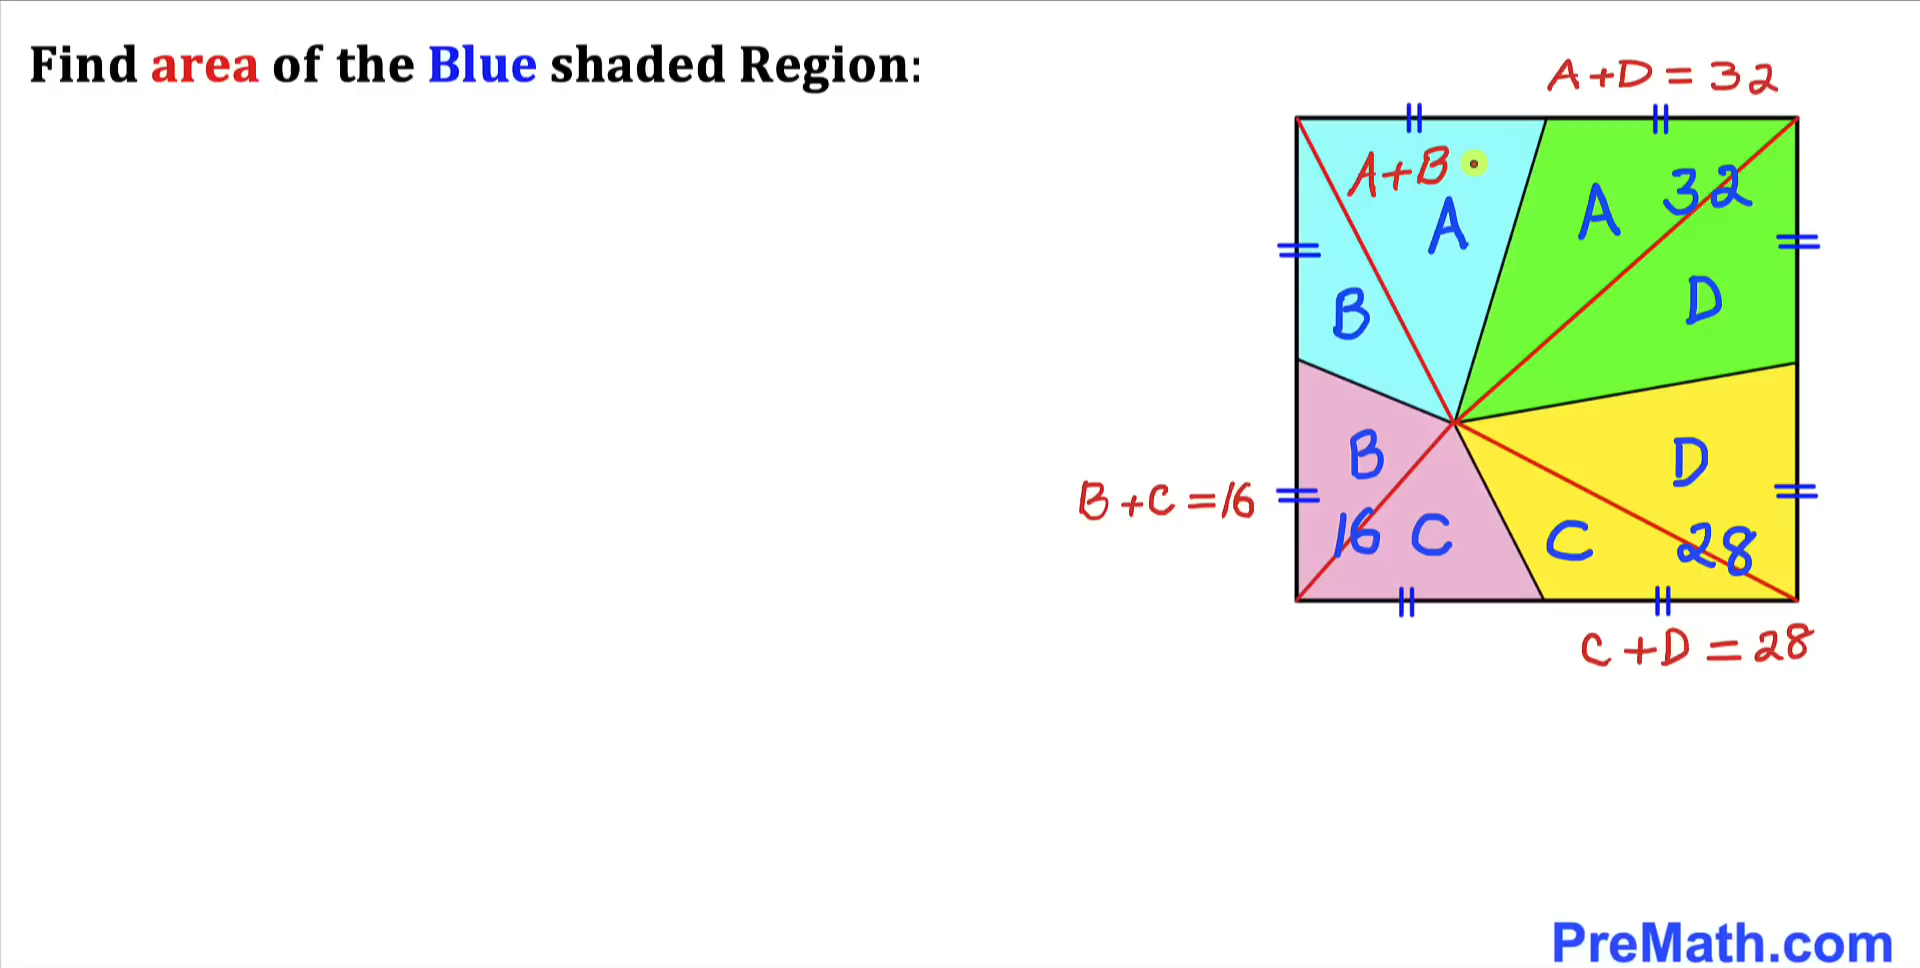 Find area of the Blue shaded Region:
A+D=32
A+B
A
A
32
B
D
B
D
B+C=16
16
C
C
28
C+D=28
PreMath.com